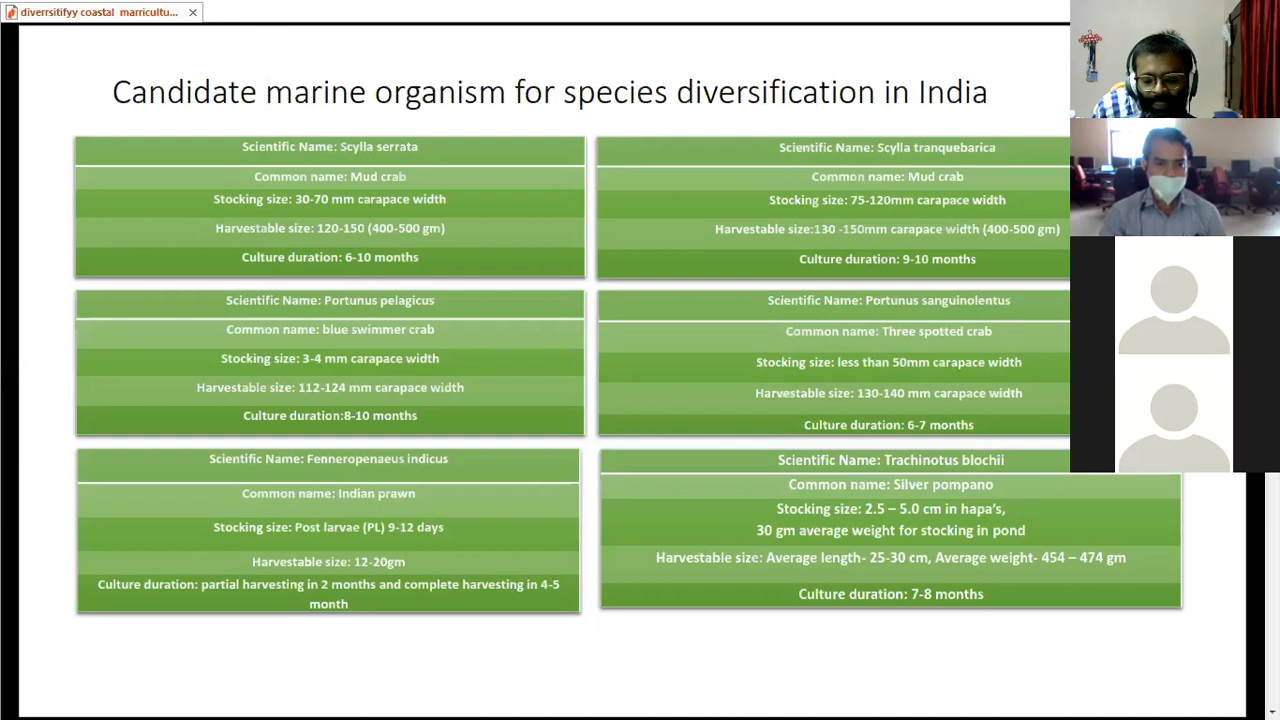 diverrsitifyy coastal marricultu...
Candidate marine organism for species diversification in India
Scientific Name: Scylla serrata
Common name: Mud crab
Stocking size: 30-70 mm carapace width
Harvestable size: 120-150 (400-500 gm)
Culture duration: 6-10 months
Scientific Name: Scylla tranquebarica
Common name: Mud crab
Stocking size: 75-120mm carapace width
Harvestable size:130 -150mm carapace width (400-500 gm)
Culture duration: 9-10 months
Scientific Name: Portunus pelagicus
Common name: blue swimmer crab
Stocking size: 3-4 mm carapace width
Harvestable size: 112-124 mm carapace width
Culture duration:8-10 months
Scientific Name: Portunus sanguinolentus
Common name: Three spotted crab
Stocking size: less than 50mm carapace width
Harvestable size: 130-140 mm carapace width
Culture duration: 6-7 months
Scientific Name: Fenneropenaeus indicus
Common name: Indian prawn
Stocking size: Post larvae (PL) 9-12 days
Harvestable size: 12-20gm
Culture duration: partial harvesting in 2 months and complete harvesting in 4-5
month
Scientific Name: Trachinotus blochii
Common name: Silver pompano
Stocking size: 2.5 – 5.0 cm in hapa's,
30 gm average weight for stocking in pond
Harvestable size: Average length- 25-30 cm, Average weight- 454 – 474 gm
Culture duration: 7-8 months